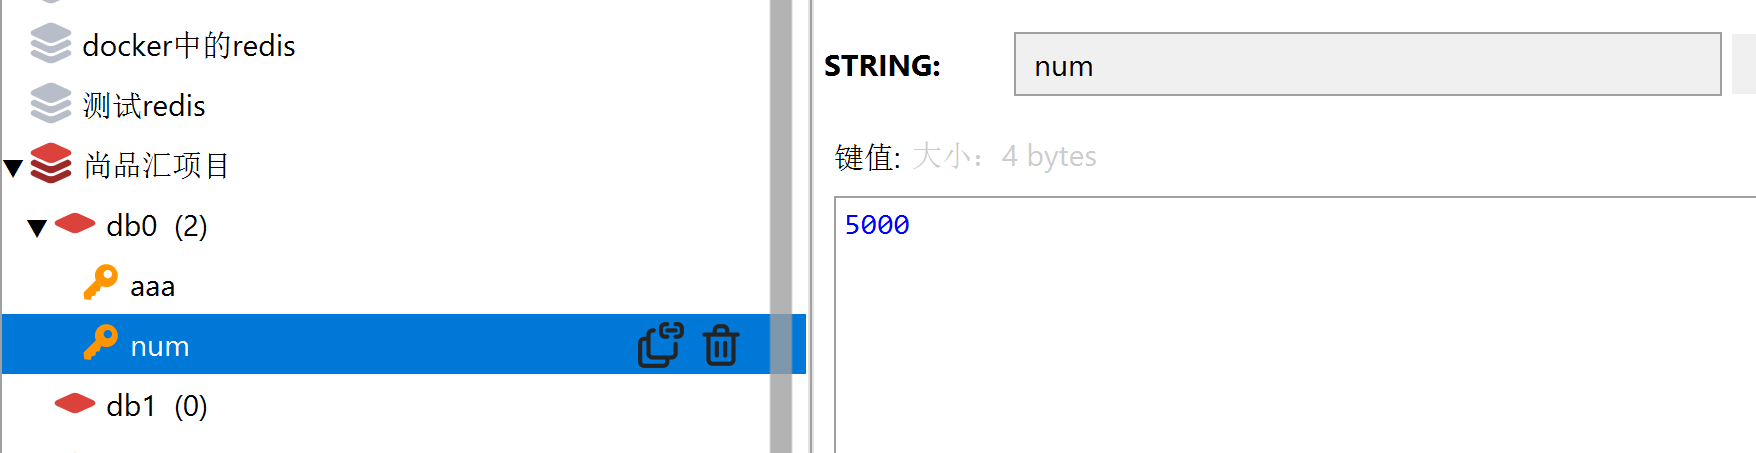 docker中的redis
测试redis
尚品汇项目
db0 (2)
aaa
num
db1 (0)
STRING: num
键值: 大小：4 bytes
5000